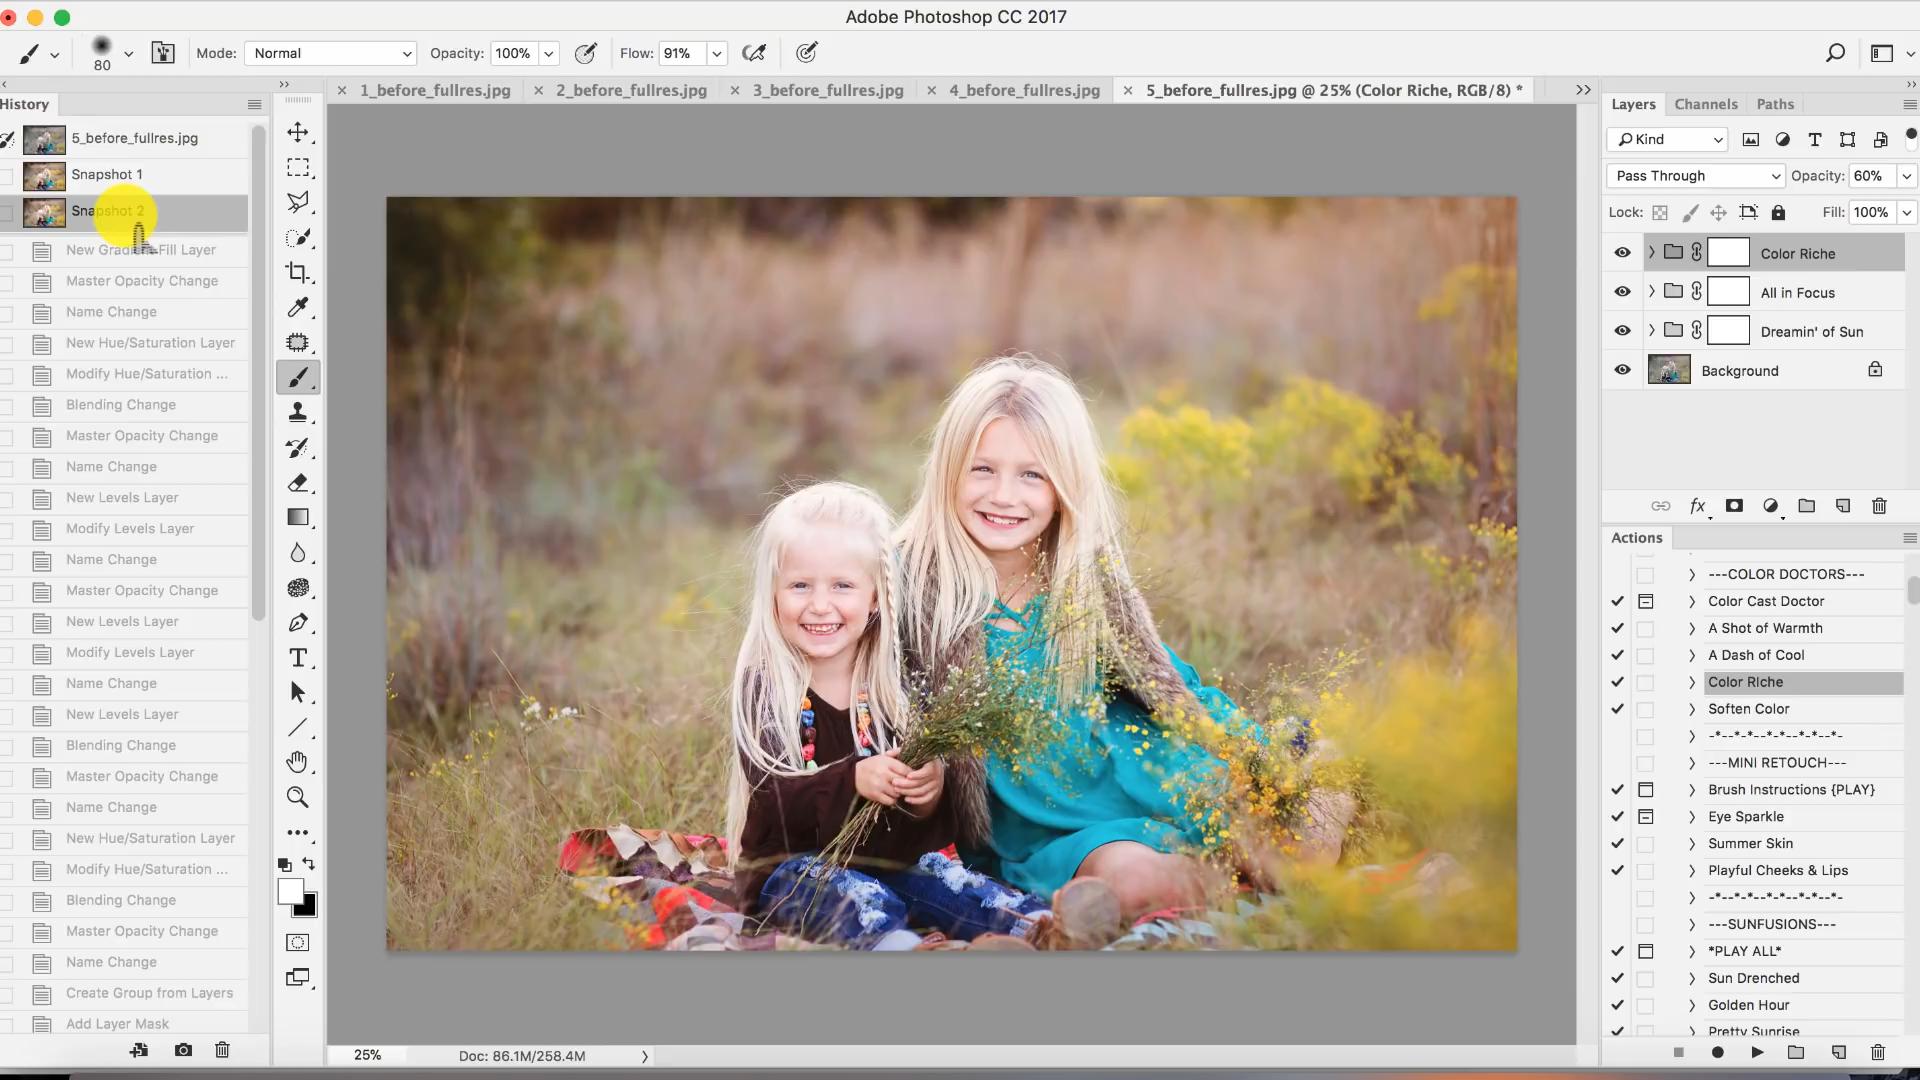 Adobe Photoshop CC 2017
80
Mode: Normal
Opacity: 100%
Flow: 91%
History
5_before_fullres.jpg
Snapshot 1
Snapshot 2
New Gradient Fill Layer
Master Opacity Change
Name Change
New Hue/Saturation Layer
Modify Hue/Saturation ...
Blending Change
Master Opacity Change
Name Change
New Levels Layer
Modify Levels Layer
Name Change
Master Opacity Change
New Levels Layer
Modify Levels Layer
Name Change
New Levels Layer
Blending Change
Master Opacity Change
Name Change
New Hue/Saturation Layer
Modify Hue/Saturation ...
Blending Change
Master Opacity Change
Name Change
Create Group from Layers
Add Layer Mask
1_before_fullres.jpg
2_before_fullres.jpg
3_before_fullres.jpg
4_before_fullres.jpg
5_before_fullres.jpg @ 25% (Color Riche, RGB/8) *
25%
Doc: 86.1M/258.4M
Layers
Channels
Paths
Kind
Pass Through
Opacity: 60%
Lock:
Fill: 100%
Color Riche
All in Focus
Dreamin' of Sun
Background
fx
Actions
---COLOR DOCTORS---
Color Cast Doctor
A Shot of Warmth
A Dash of Cool
Color RIche
Soften Color
-*--*-*--*-*--*-*--*-
---MINI RETOUCH---
Brush Instructions {PLAY}
Eye Sparkle
Summer Skin
Playful Cheeks & Lips
-*--*-*--*-*--*-*--*-
---SUNFUSIONS---
*PLAY ALL*
Sun Drenched
Golden Hour
Pretty Sunrise